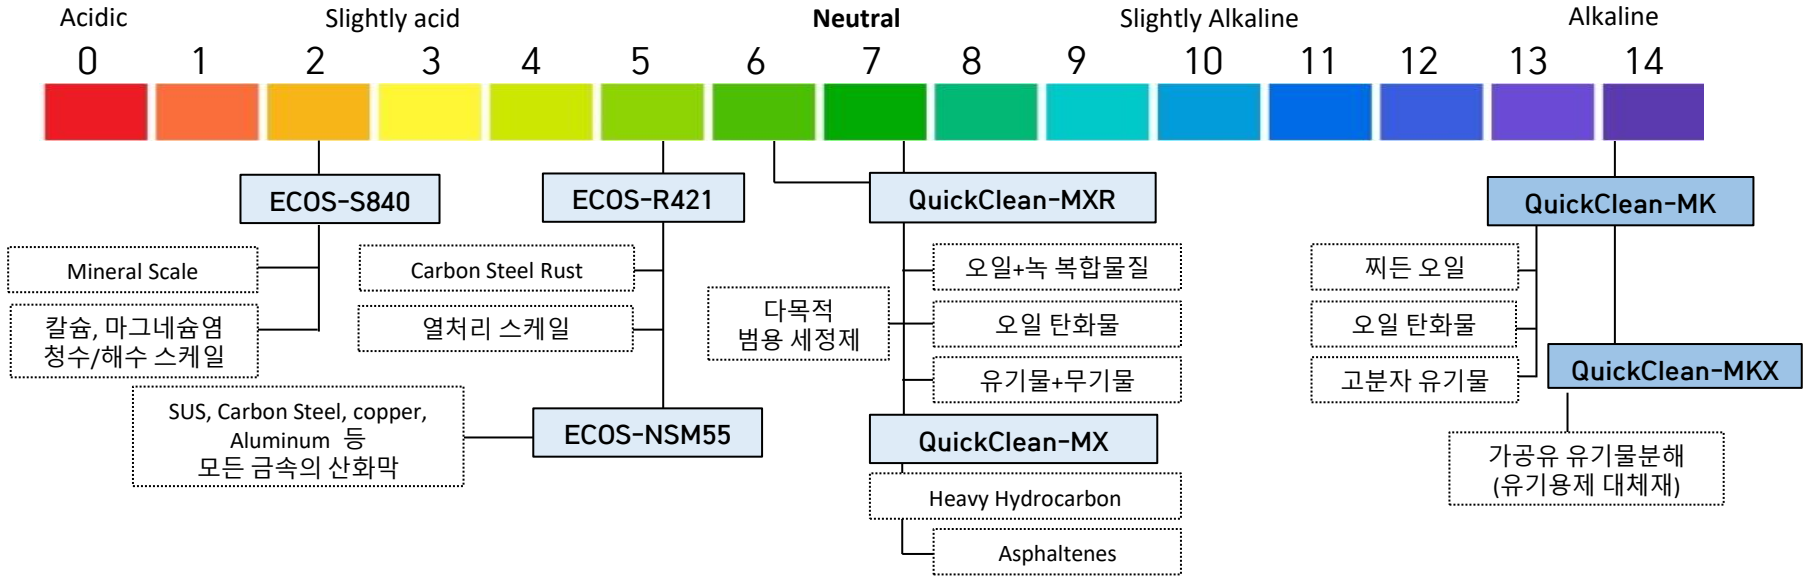 Acidic Slightly acid Neutral Slightly Alkaline Alkaline
0 1 2 3 4 5 6 7 8 9 10 11 12 13 14
ECOS-S840
Mineral Scale
칼슘, 마그네슘염
청수/해수 스케일
ECOS-R421
Carbon Steel Rust
열처리 스케일
SUS, Carbon Steel, copper,
Aluminum 등
모든 금속의 산화막
ECOS-NSM55
QuickClean-MXR
다목적
범용 세정제
오일+녹 복합물질
오일 탄화물
유기물+무기물
QuickClean-MX
Heavy Hydrocarbon
Asphaltenes
QuickClean-MK
찌든 오일
오일 탄화물
고분자 유기물
QuickClean-MKX
가공유 유기물분해
(유기용제 대체재)